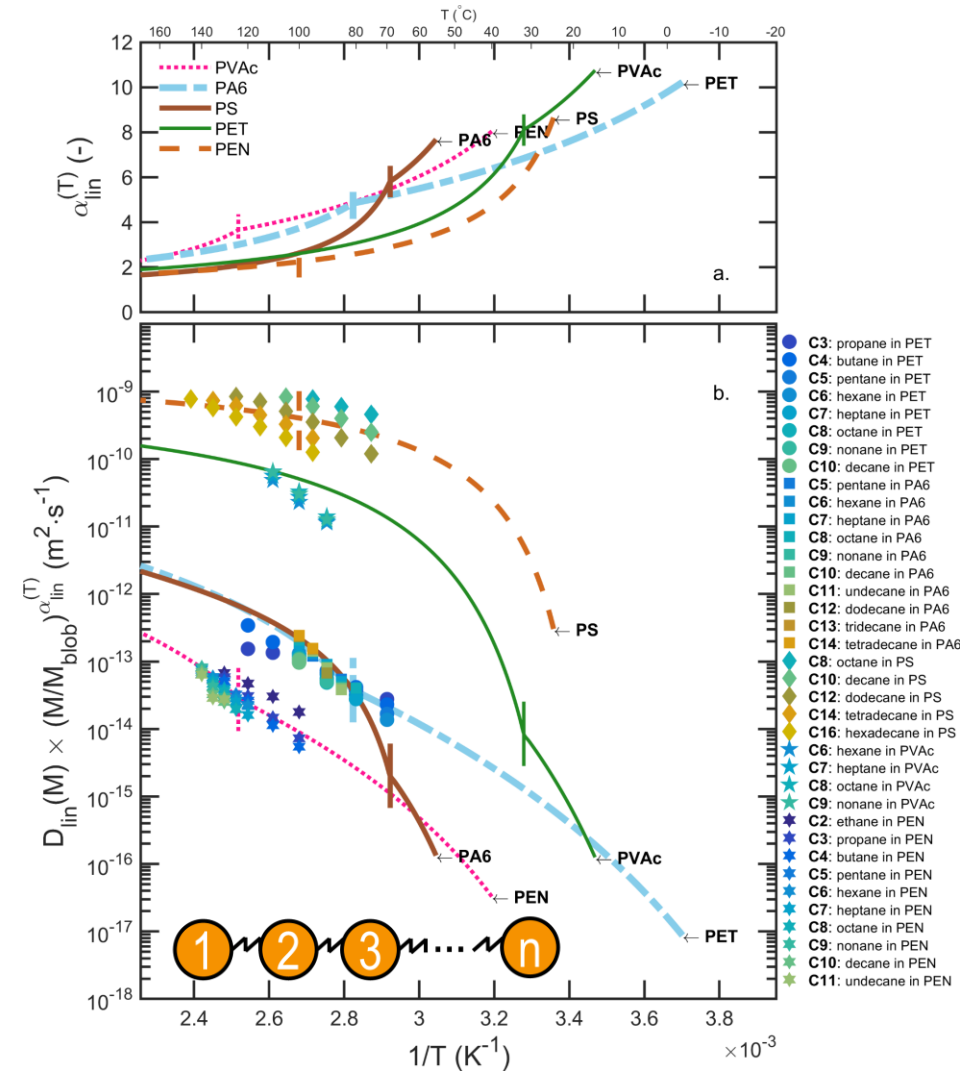 T (°C)
160 140 120 100 80 70 60 50 40 30 20 10 0 -10 -20
12
10
8
6
4
2
0
α_lin^(T) (-)
PVAc
PA6
PS
PET
PEN
← PVAc
← PET
← PS
← PEN
← PA6
a.
b.
D_lin(M) × (M/M_blob)^α_lin^(T) (m²·s⁻¹)
10⁻⁹
10⁻¹⁰
10⁻¹¹
10⁻¹²
10⁻¹³
10⁻¹⁴
10⁻¹⁵
10⁻¹⁶
10⁻¹⁷
10⁻¹⁸
← PS
← PA6
← PVAc
← PEN
← PET
1 2 3 .... n
2.4 2.6 2.8 3 3.2 3.4 3.6 3.8
1/T (K⁻¹)
×10⁻³
C3: propane in PET
C4: butane in PET
C5: pentane in PET
C6: hexane in PET
C7: heptane in PET
C8: octane in PET
C9: nonane in PET
C10: decane in PET
C5: pentane in PA6
C6: hexane in PA6
C7: heptane in PA6
C8: octane in PA6
C9: nonane in PA6
C10: decane in PA6
C11: undecane in PA6
C12: dodecane in PA6
C13: tridecane in PA6
C14: tetradecane in PA6
C8: octane in PS
C10: decane in PS
C12: dodecane in PS
C14: tetradecane in PS
C16: hexadecane in PS
C6: hexane in PVAc
C7: heptane in PVAc
C8: octane in PVAc
C9: nonane in PVAc
C2: ethane in PEN
C3: propane in PEN
C4: butane in PEN
C5: pentane in PEN
C6: hexane in PEN
C7: heptane in PEN
C8: octane in PEN
C9: nonane in PEN
C10: decane in PEN
C11: undecane in PEN